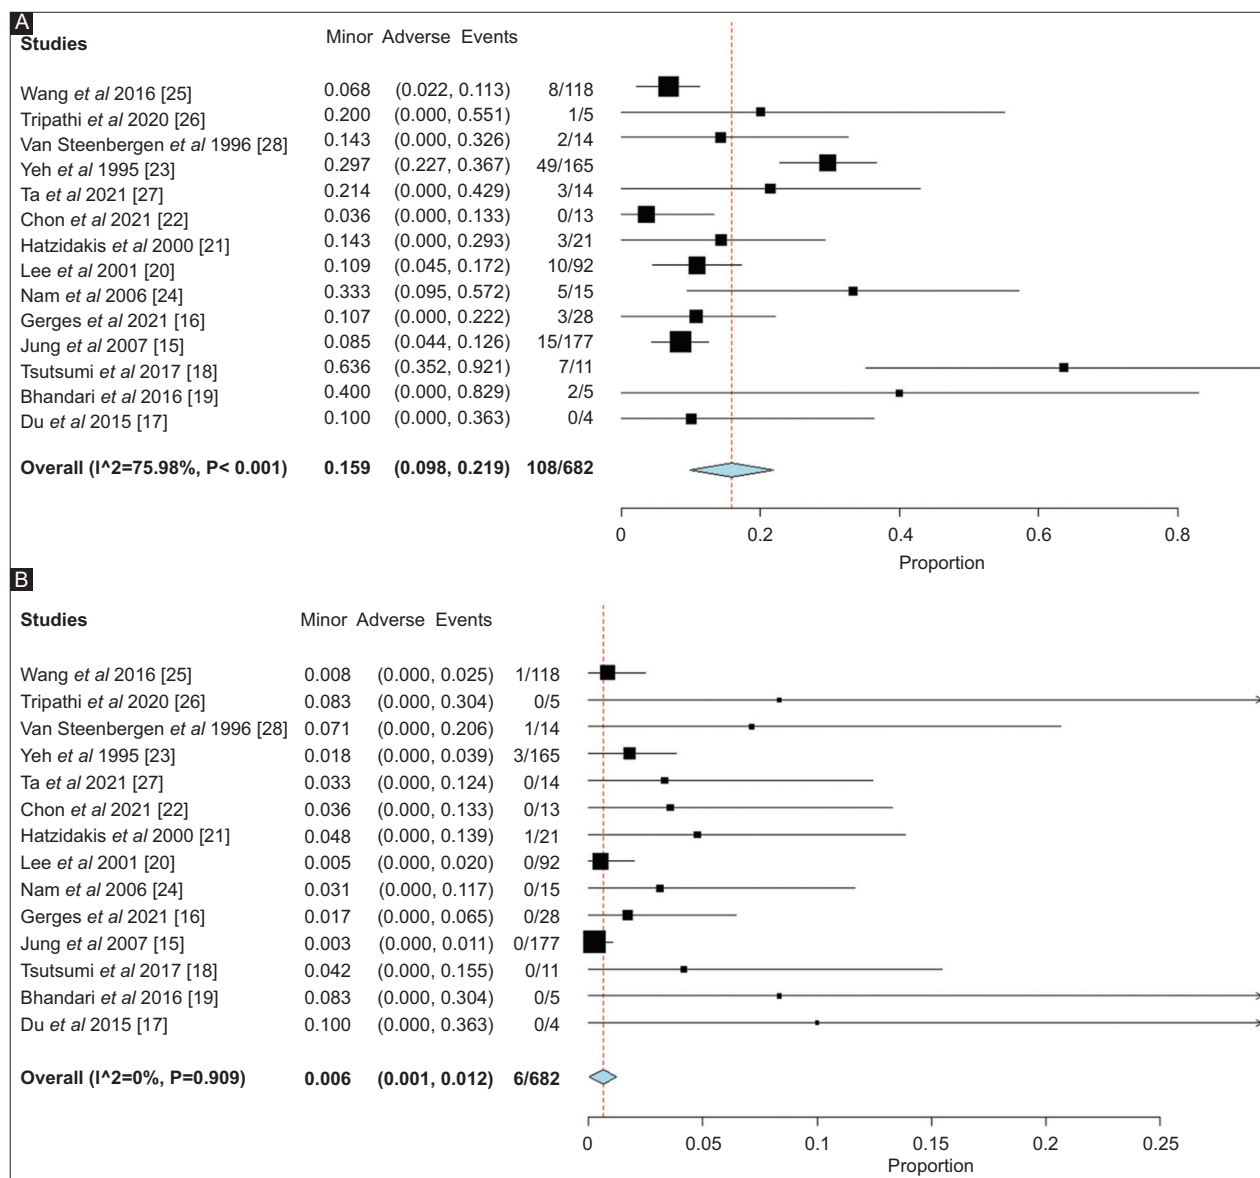 A
Studies Minor Adverse Events
Wang et al 2016 [25] 0.068 (0.022, 0.113) 8/118
Tripathi et al 2020 [26] 0.200 (0.000, 0.551) 1/5
Van Steenbergen et al 1996 [28] 0.143 (0.000, 0.326) 2/14
Yeh et al 1995 [23] 0.297 (0.227, 0.367) 49/165
Ta et al 2021 [27] 0.214 (0.000, 0.429) 3/14
Chon et al 2021 [22] 0.036 (0.000, 0.133) 0/13
Hatzidakis et al 2000 [21] 0.143 (0.000, 0.293) 3/21
Lee et al 2001 [20] 0.109 (0.045, 0.172) 10/92
Nam et al 2006 [24] 0.333 (0.095, 0.572) 5/15
Gerges et al 2021 [16] 0.107 (0.000, 0.222) 3/28
Jung et al 2007 [15] 0.085 (0.044, 0.126) 15/177
Tsutsumi et al 2017 [18] 0.636 (0.352, 0.921) 7/11
Bhandari et al 2016 [19] 0.400 (0.000, 0.829) 2/5
Du et al 2015 [17] 0.100 (0.000, 0.363) 0/4
Overall (I^2=75.98%, P< 0.001) 0.159 (0.098, 0.219) 108/682
0 0.2 0.4 0.6 0.8
Proportion
B
Studies Minor Adverse Events
Wang et al 2016 [25] 0.008 (0.000, 0.025) 1/118
Tripathi et al 2020 [26] 0.083 (0.000, 0.304) 0/5
Van Steenbergen et al 1996 [28] 0.071 (0.000, 0.206) 1/14
Yeh et al 1995 [23] 0.018 (0.000, 0.039) 3/165
Ta et al 2021 [27] 0.033 (0.000, 0.124) 0/14
Chon et al 2021 [22] 0.036 (0.000, 0.133) 0/13
Hatzidakis et al 2000 [21] 0.048 (0.000, 0.139) 1/21
Lee et al 2001 [20] 0.005 (0.000, 0.020) 0/92
Nam et al 2006 [24] 0.031 (0.000, 0.117) 0/15
Gerges et al 2021 [16] 0.017 (0.000, 0.065) 0/28
Jung et al 2007 [15] 0.003 (0.000, 0.011) 0/177
Tsutsumi et al 2017 [18] 0.042 (0.000, 0.155) 0/11
Bhandari et al 2016 [19] 0.083 (0.000, 0.304) 0/5
Du et al 2015 [17] 0.100 (0.000, 0.363) 0/4
Overall (I^2=0%, P=0.909) 0.006 (0.001, 0.012) 6/682
0 0.05 0.1 0.15 0.2 0.25
Proportion